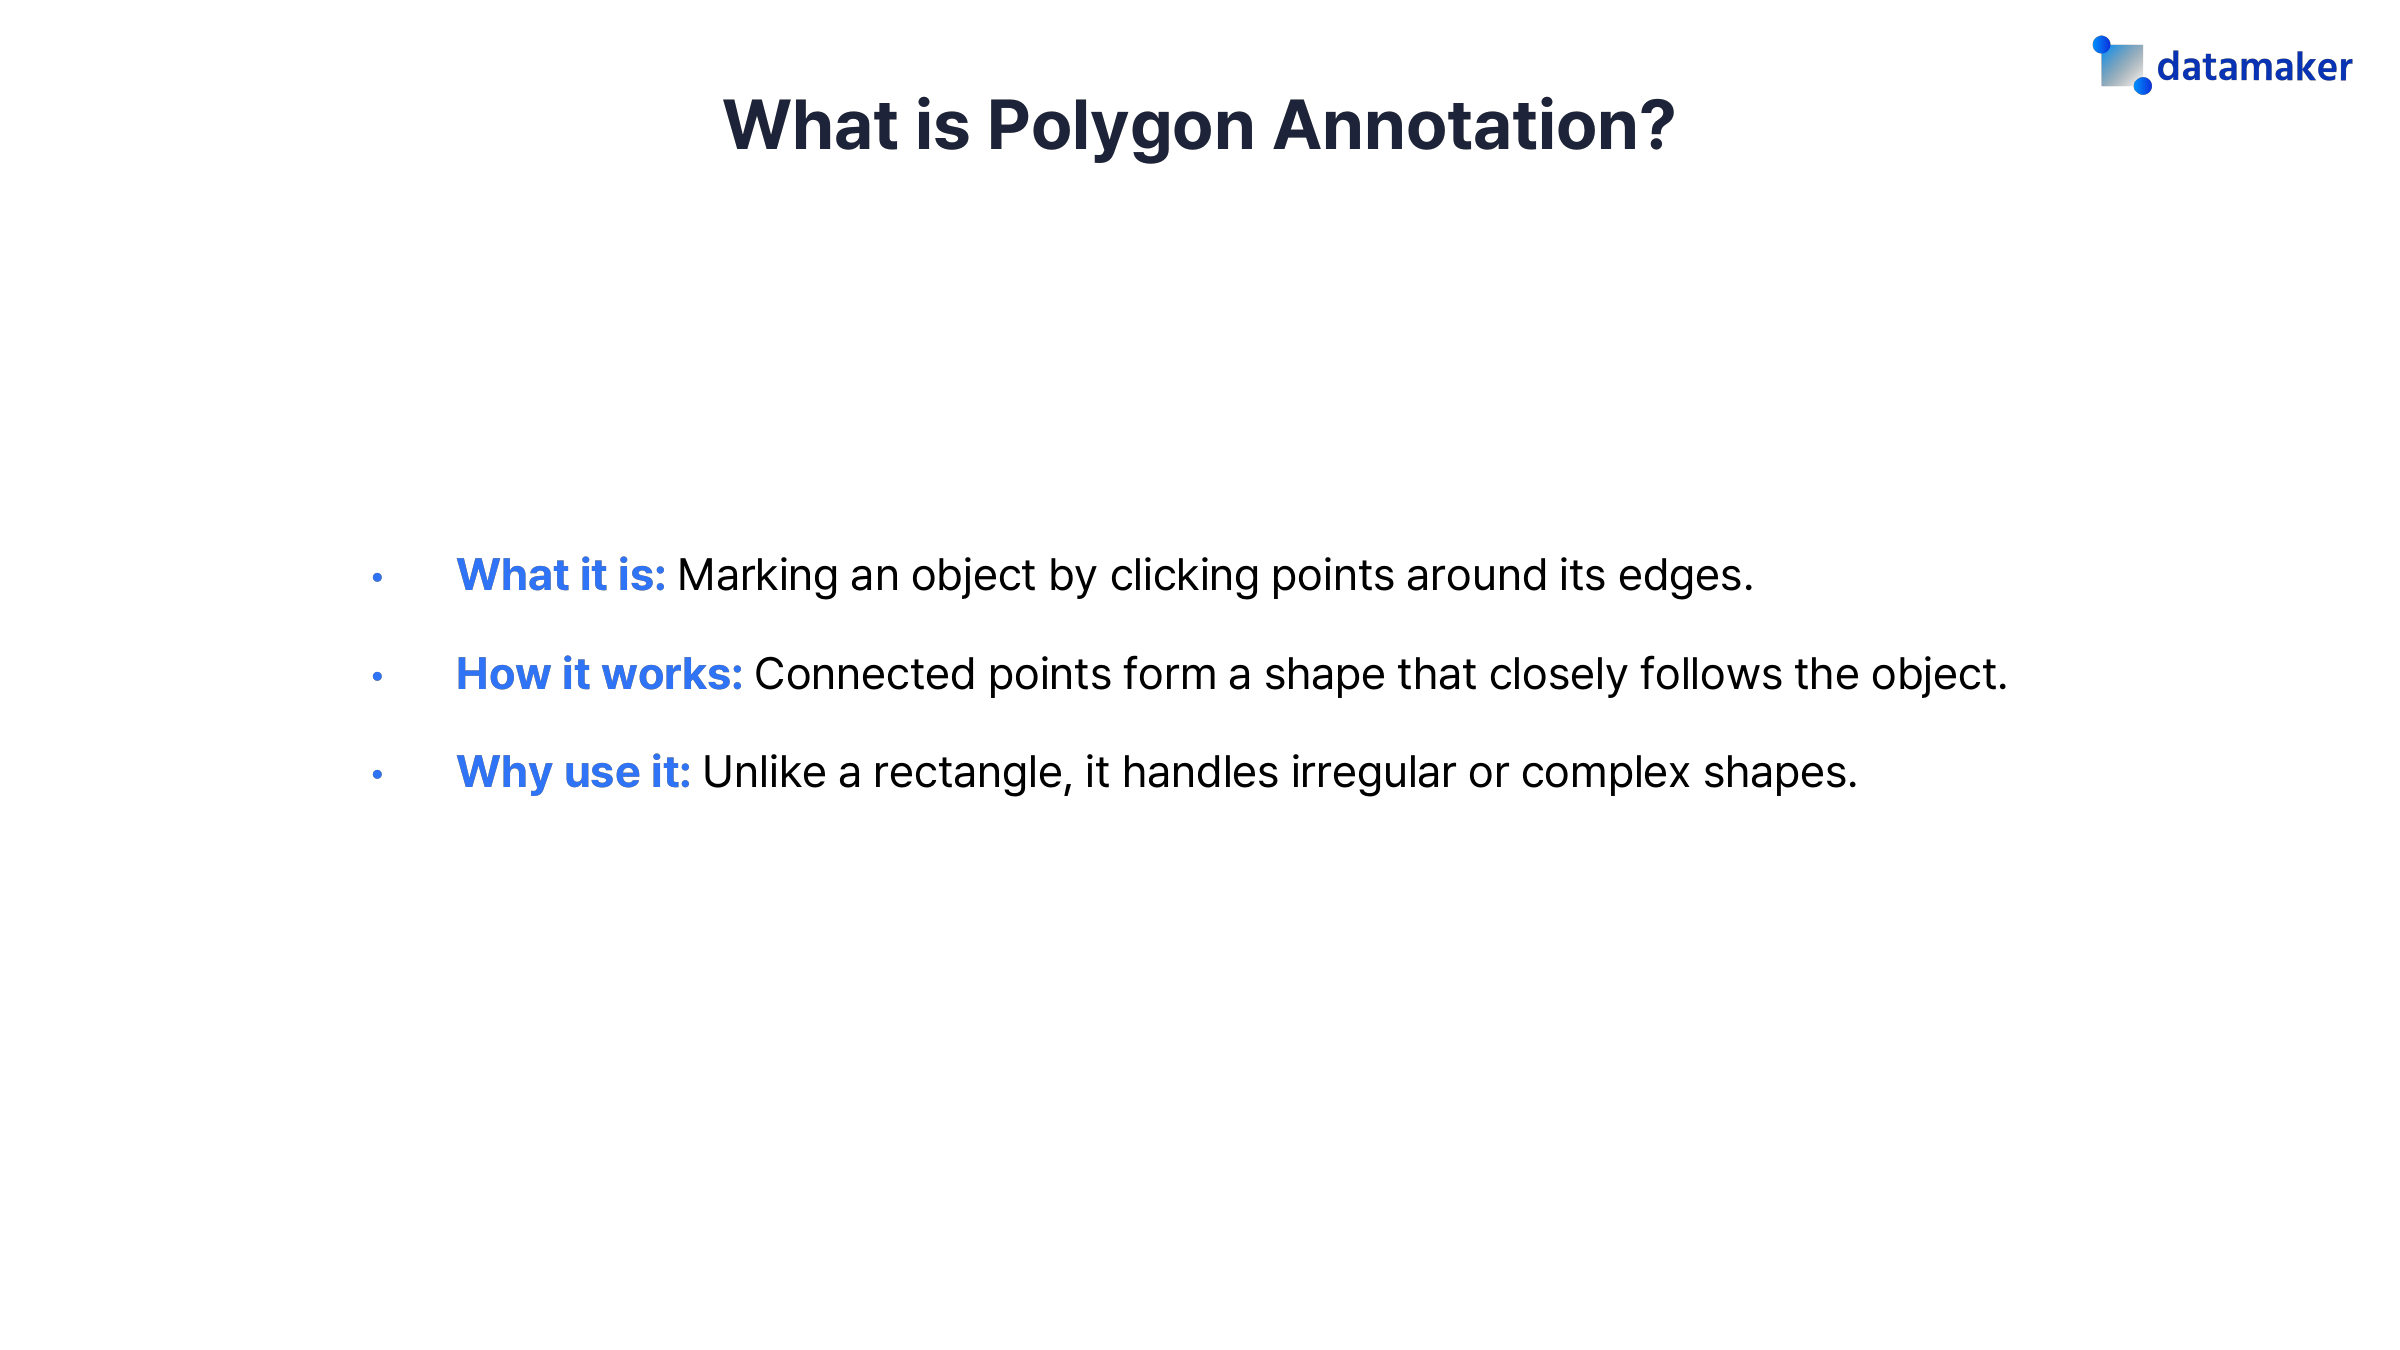 datamaker
What is Polygon Annotation?
• What it is: Marking an object by clicking points around its edges.
• How it works: Connected points form a shape that closely follows the object.
• Why use it: Unlike a rectangle, it handles irregular or complex shapes.